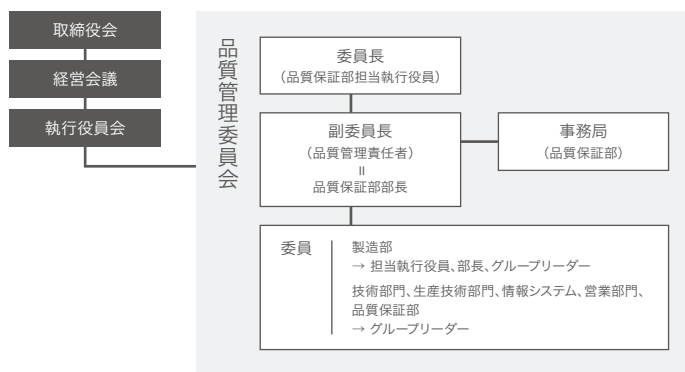 取締役会
経営会議
執行役員会
品質管理委員会
委員長
（品質保証部担当執行役員）
副委員長
（品質管理責任者）
＝
品質保証部部長
事務局
（品質保証部）
委員
製造部
→ 担当執行役員、部長、グループリーダー
技術部門、生産技術部門、情報システム、営業部門、
品質保証部
→ グループリーダー